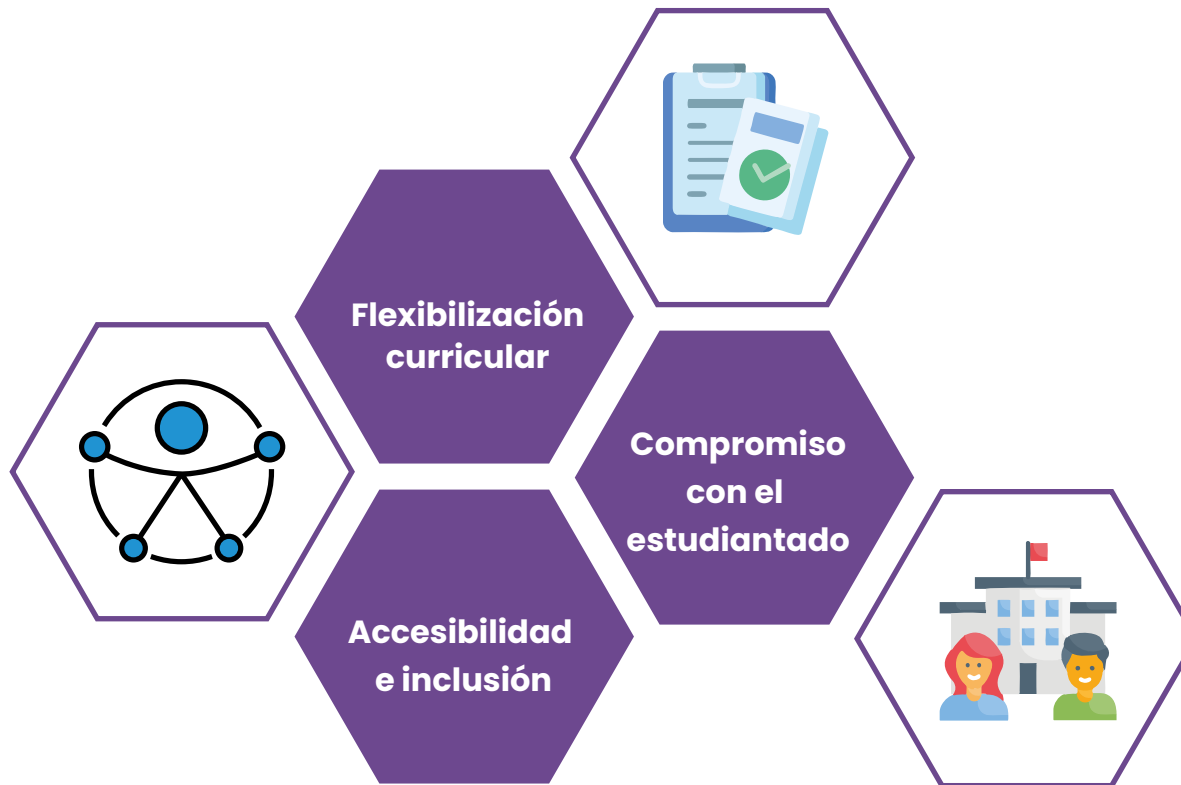 Flexibilización
curricular
Compromiso
con el
estudiantado
Accesibilidad
e inclusión